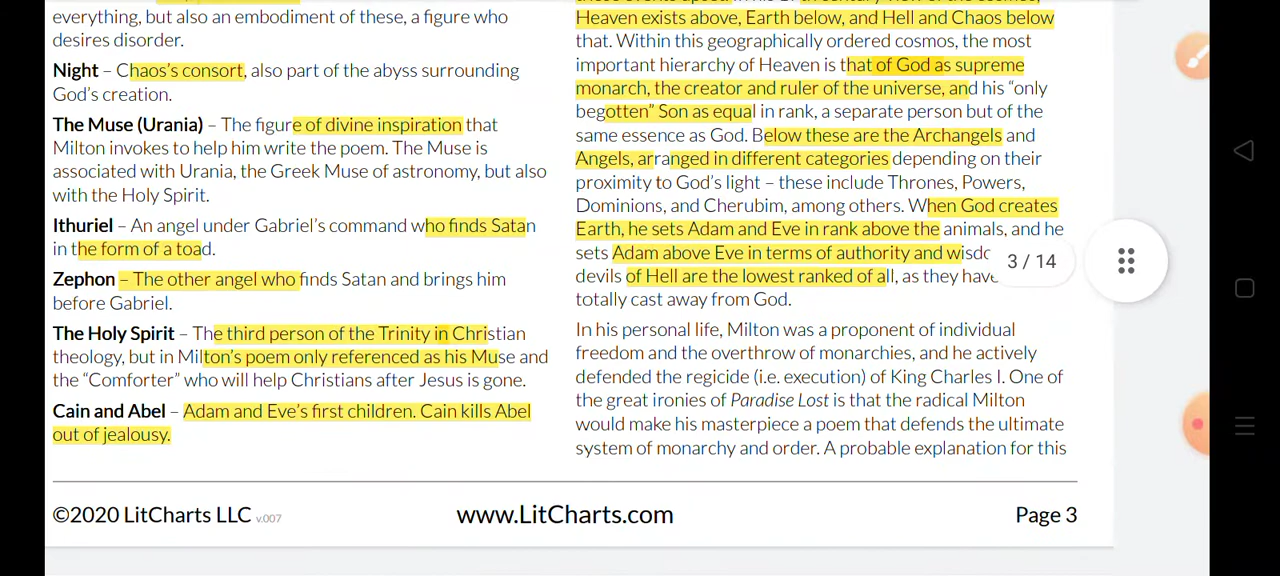 everything, but also an embodiment of these, a figure who
desires disorder.
Night – Chaos’s consort, also part of the abyss surrounding
God’s creation.
The Muse (Urania) – The figure of divine inspiration that
Milton invokes to help him write the poem. The Muse is
associated with Urania, the Greek Muse of astronomy, but also
with the Holy Spirit.
Ithuriel – An angel under Gabriel’s command who finds Satan
in the form of a toad.
Zephon – The other angel who finds Satan and brings him
before Gabriel.
The Holy Spirit – The third person of the Trinity in Christian
theology, but in Milton’s poem only referenced as his Muse and
the “Comforter” who will help Christians after Jesus is gone.
Cain and Abel – Adam and Eve’s first children. Cain kills Abel
out of jealousy.
Heaven exists above, Earth below, and Hell and Chaos below
that. Within this geographically ordered cosmos, the most
important hierarchy of Heaven is that of God as supreme
monarch, the creator and ruler of the universe, and his “only
begotten” Son as equal in rank, a separate person but of the
same essence as God. Below these are the Archangels and
Angels, arranged in different categories depending on their
proximity to God’s light – these include Thrones, Powers,
Dominions, and Cherubim, among others. When God creates
Earth, he sets Adam and Eve in rank above the animals, and he
sets Adam above Eve in terms of authority and
devils of Hell are the lowest ranked of all, as they have
totally cast away from God.
In his personal life, Milton was a proponent of individual
freedom and the overthrow of monarchies, and he actively
defended the regicide (i.e. execution) of King Charles I. One of
the great ironies of Paradise Lost is that the radical Milton
would make his masterpiece a poem that defends the ultimate
system of monarchy and order. A probable explanation for this
3 / 14
©2020 LitCharts LLC v.007
www.LitCharts.com
Page 3